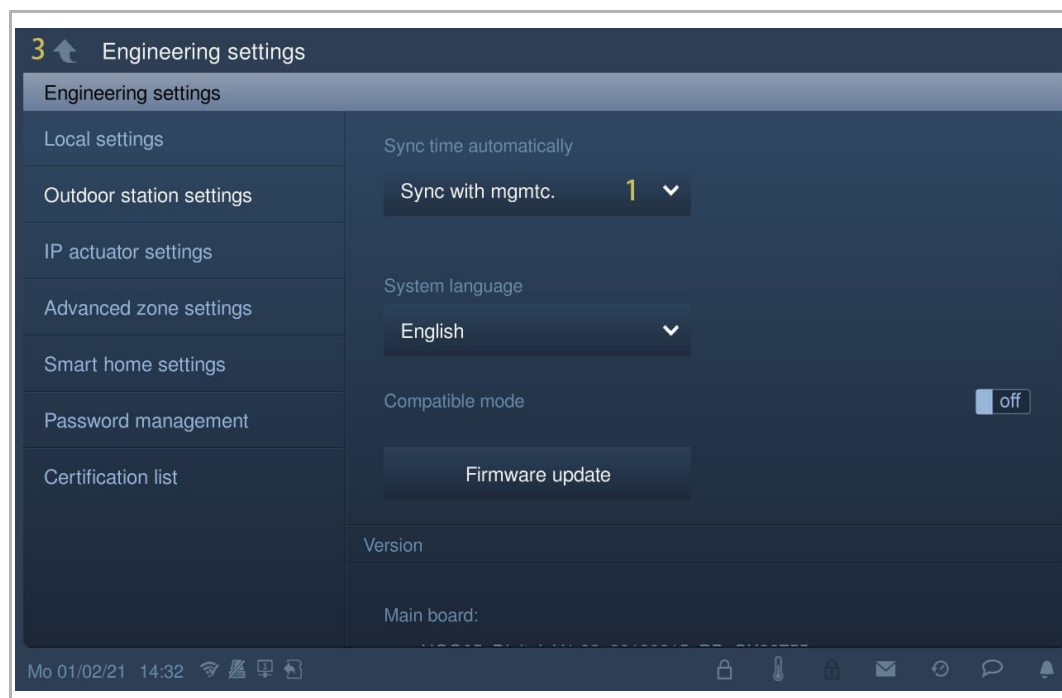 3 Engineering settings
Engineering settings
Local settings
Outdoor station settings
IP actuator settings
Advanced zone settings
Smart home settings
Password management
Certification list
Sync time automatically
Sync with mgmtc. 1
System language
English
Compatible mode
off
Firmware update
Version
Main board:
Mo 01/02/21 14:32